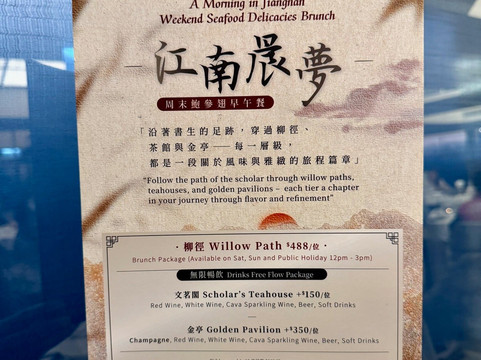 A Morning in Jiangnan
Weekend Seafood Delicacies Brunch
江南晨夢
周末鮑參翅早午餐
「沿著書生的足跡，穿過柳徑、
茶館與金亭——每一層級，
都是一段關於風味與雅緻的旅程篇章」
"Follow the path of the scholar through willow paths,
teahouses, and golden pavilions – each tier a chapter
in your journey through flavor and refinement"
· 柳徑 Willow Path $488/位
Brunch Package (Available on Sat, Sun and Public Holiday 12pm - 3pm)
無限暢飲 Drinks Free Flow Package
文茗閣 Scholar's Teahouse +$150/位
Red Wine, White Wine, Cava Sparkling Wine, Beer, Soft Drinks
金亭 Golden Pavilion +$350/位
Champagne, Red Wine, White Wine, Cava Sparkling Wine, Beer, Soft Drinks